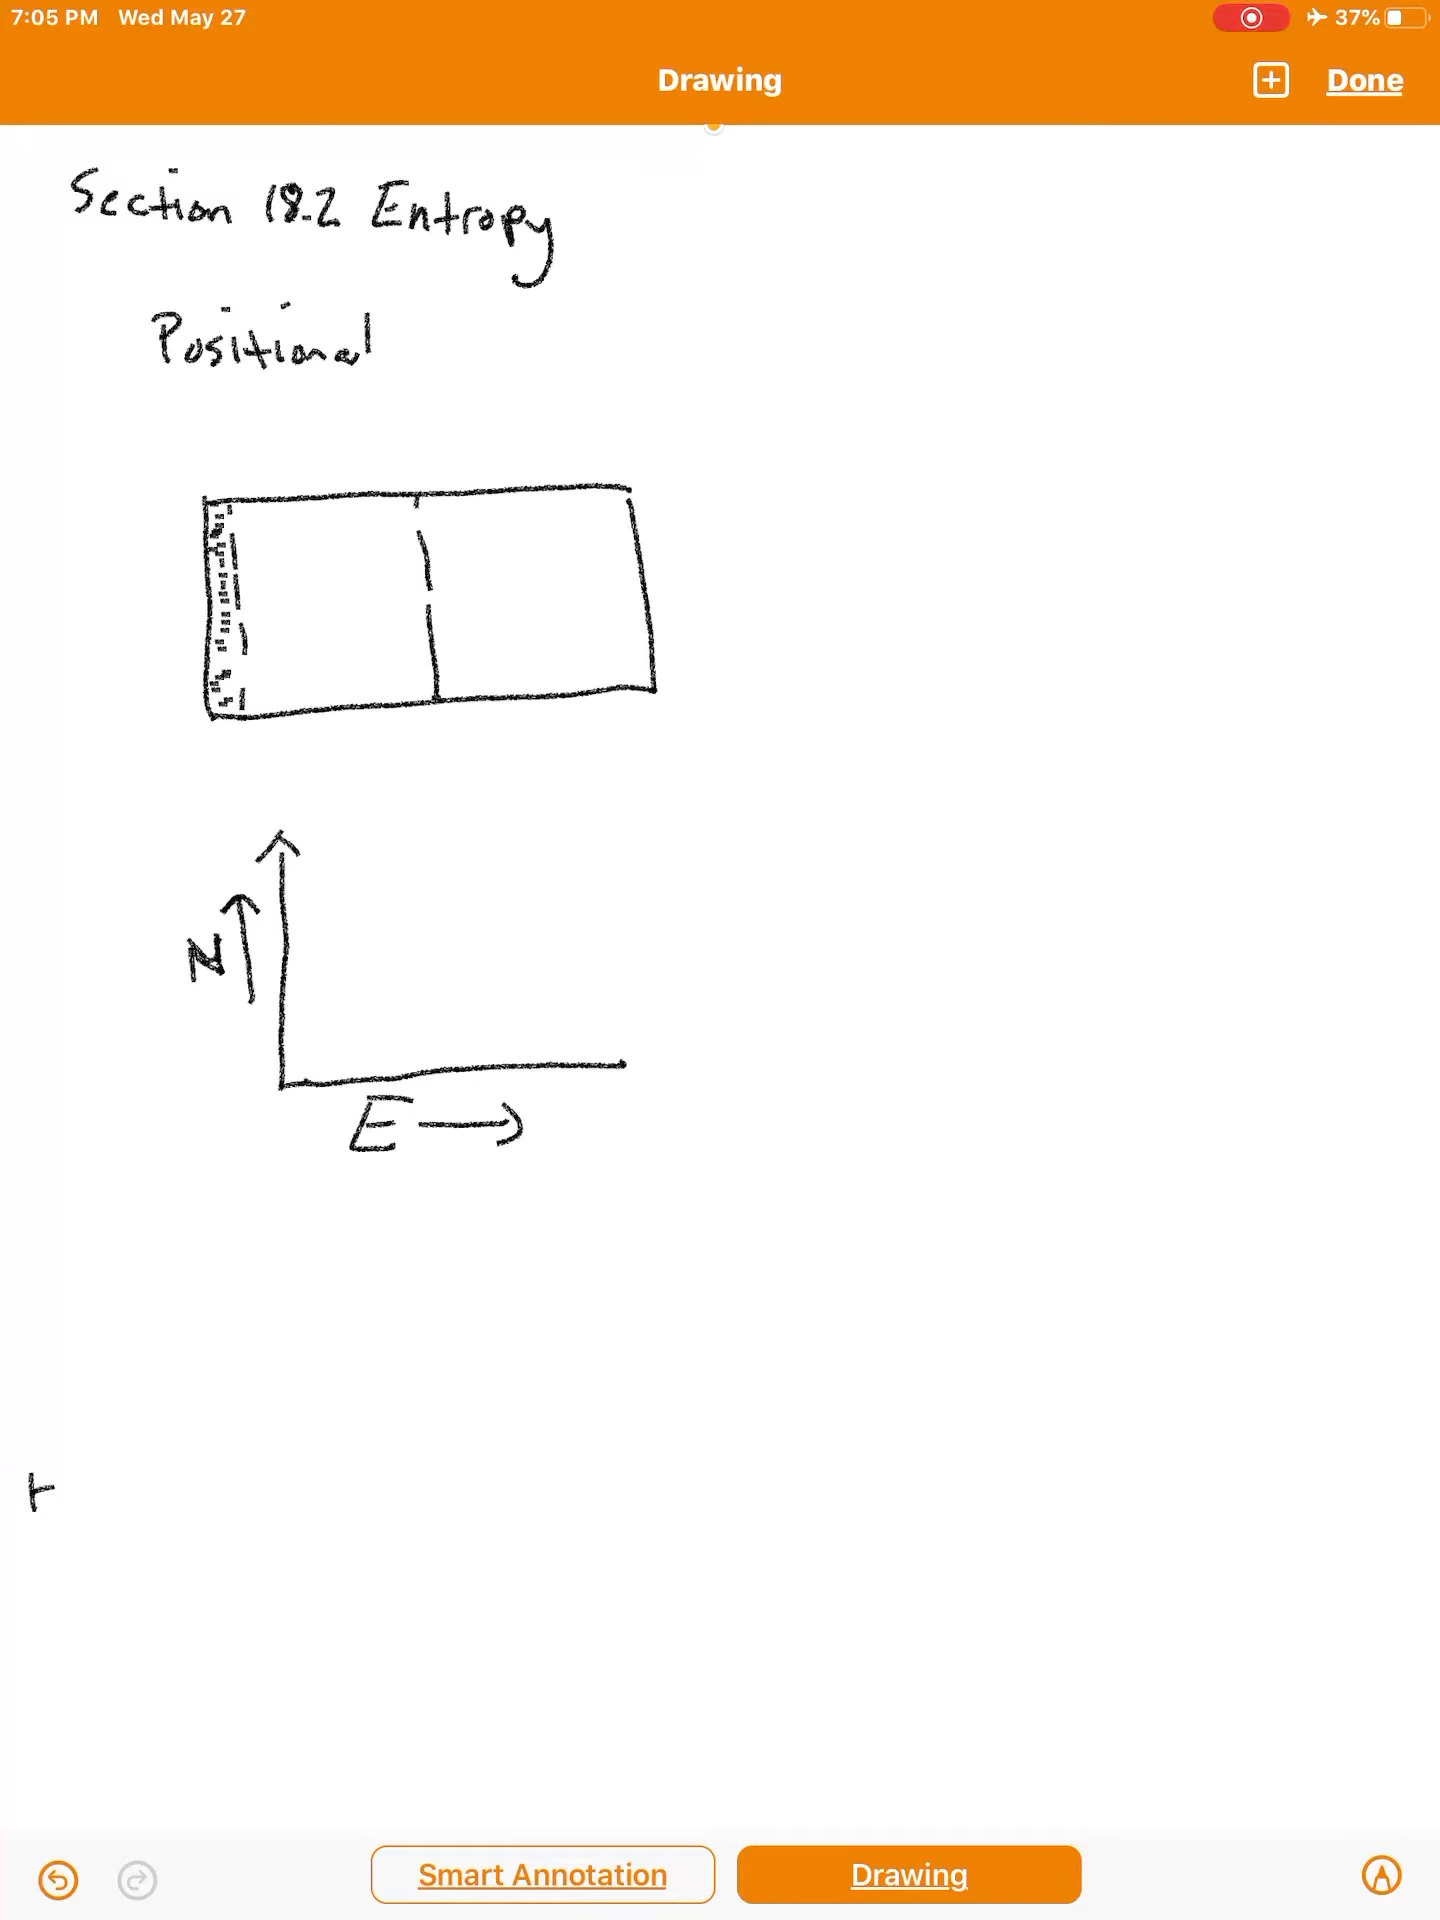 7:05 PM Wed May 27
37%
Drawing
Done
Section 18.2 Entropy
Positional
N
E
Smart Annotation
Drawing